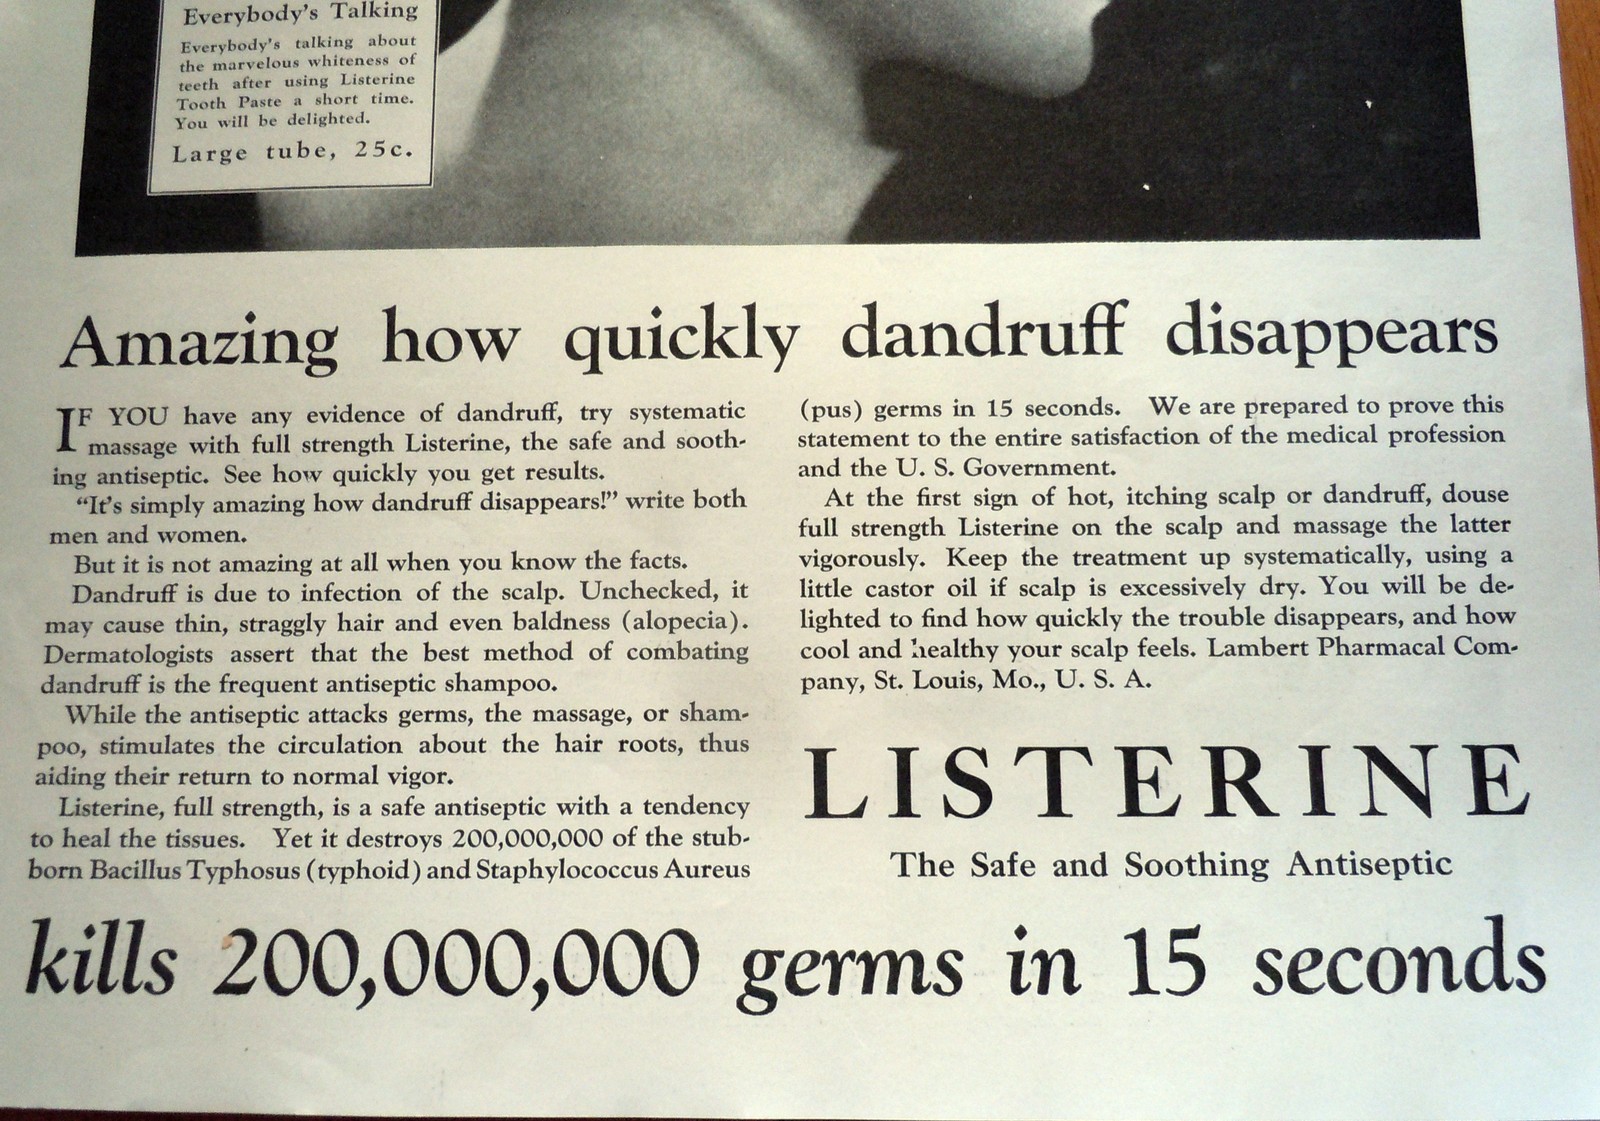 Everybody's Talking
Everybody's talking about
the marvelous whiteness of
teeth after using Listerine
Tooth Paste a short time.
You will be delighted.
Large tube, 25c.
Amazing how quickly dandruff disappears
IF YOU have any evidence of dandruff, try systematic
massage with full strength Listerine, the safe and sooth-
ing antiseptic. See how quickly you get results.
“It's simply amazing how dandruff disappears!” write both
men and women.
But it is not amazing at all when you know the facts.
Dandruff is due to infection of the scalp. Unchecked, it
may cause thin, straggly hair and even baldness (alopecia).
Dermatologists assert that the best method of combating
dandruff is the frequent antiseptic shampoo.
While the antiseptic attacks germs, the massage, or sham-
poo, stimulates the circulation about the hair roots, thus
aiding their return to normal vigor.
Listerine, full strength, is a safe antiseptic with a tendency
to heal the tissues. Yet it destroys 200,000,000 of the stub-
born Bacillus Typhosus (typhoid) and Staphylococcus Aureus
(pus) germs in 15 seconds. We are prepared to prove this
statement to the entire satisfaction of the medical profession
and the U. S. Government.
At the first sign of hot, itching scalp or dandruff, douse
full strength Listerine on the scalp and massage the latter
vigorously. Keep the treatment up systematically, using a
little castor oil if scalp is excessively dry. You will be de-
lighted to find how quickly the trouble disappears, and how
cool and healthy your scalp feels. Lambert Pharmacal Com-
pany, St. Louis, Mo., U. S. A.
LISTERINE
The Safe and Soothing Antiseptic
kills 200,000,000 germs in 15 seconds